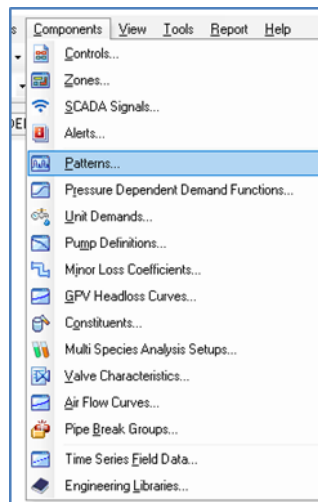 s Components View Tools Report Help
Controls...
Zones...
SCADA Signals...
Alerts...
Patterns...
Pressure Dependent Demand Functions...
Unit Demands...
Pump Definitions...
Minor Loss Coefficients...
GPV Headloss Curves...
Constituents...
Multi Species Analysis Setups...
Valve Characteristics...
Air Flow Curves...
Pipe Break Groups...
Time Series Field Data...
Engineering Libraries...